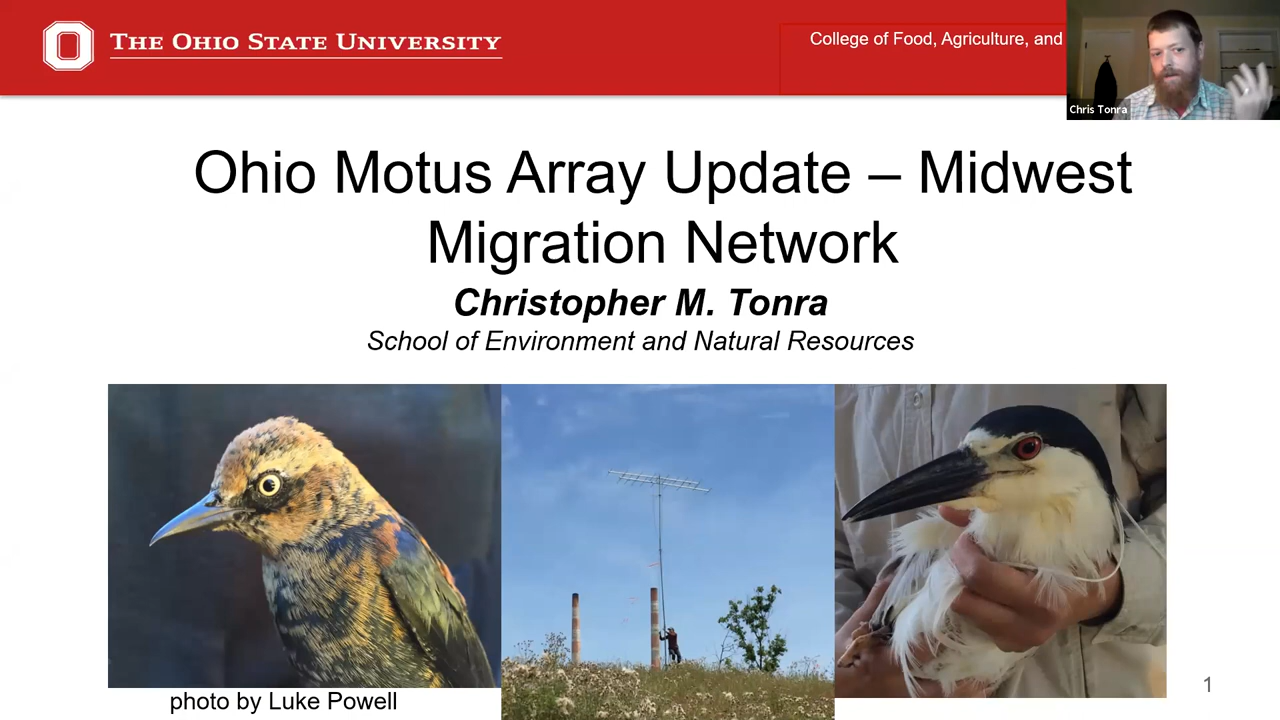 THE OHIO STATE UNIVERSITY
College of Food, Agriculture, and
Chris Tonra
Ohio Motus Array Update – Midwest
Migration Network
Christopher M. Tonra
School of Environment and Natural Resources
photo by Luke Powell
1